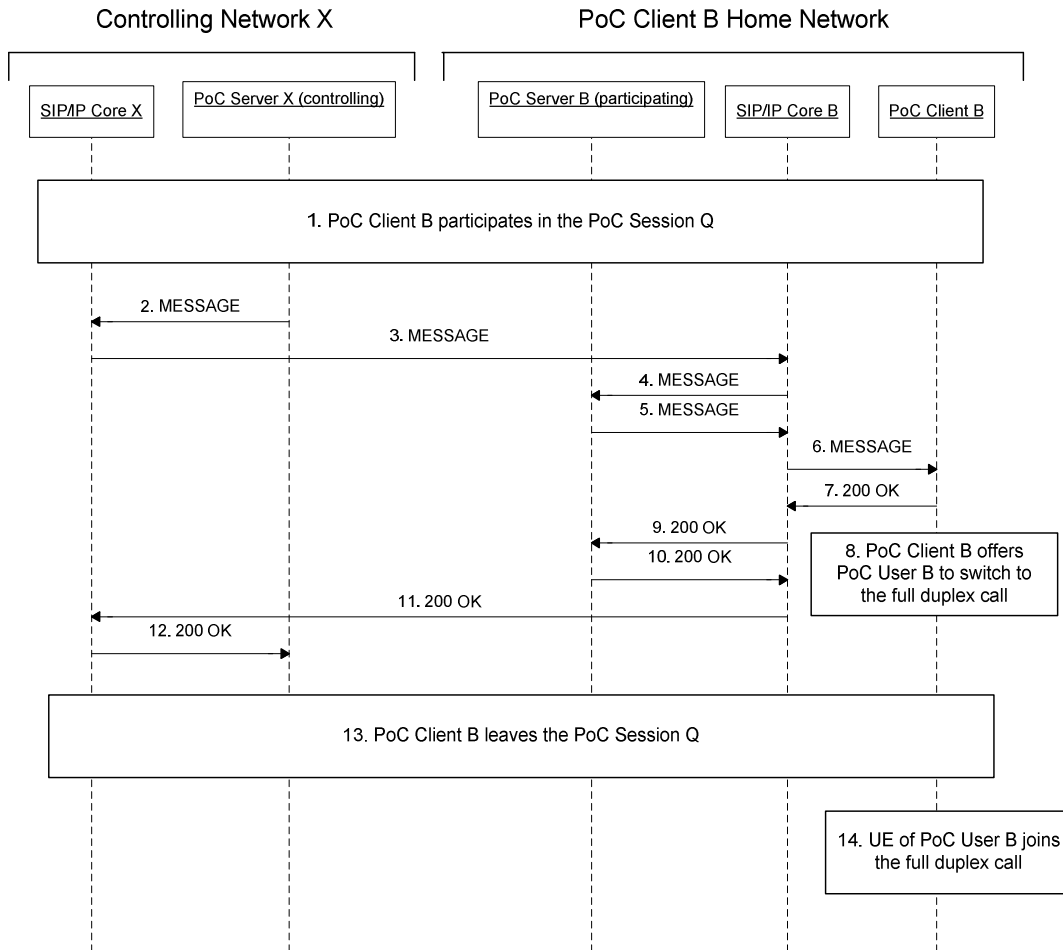 Controlling Network X
PoC Client B Home Network
SIP/IP Core X
PoC Server X (controlling)
PoC Server B (participating)
SIP/IP Core B
PoC Client B
1. PoC Client B participates in the PoC Session Q
2. MESSAGE
3. MESSAGE
4. MESSAGE
5. MESSAGE
6. MESSAGE
7. 200 OK
8. PoC Client B offers
PoC User B to switch to
the full duplex call
9. 200 OK
10. 200 OK
11. 200 OK
12. 200 OK
13. PoC Client B leaves the PoC Session Q
14. UE of PoC User B joins
the full duplex call